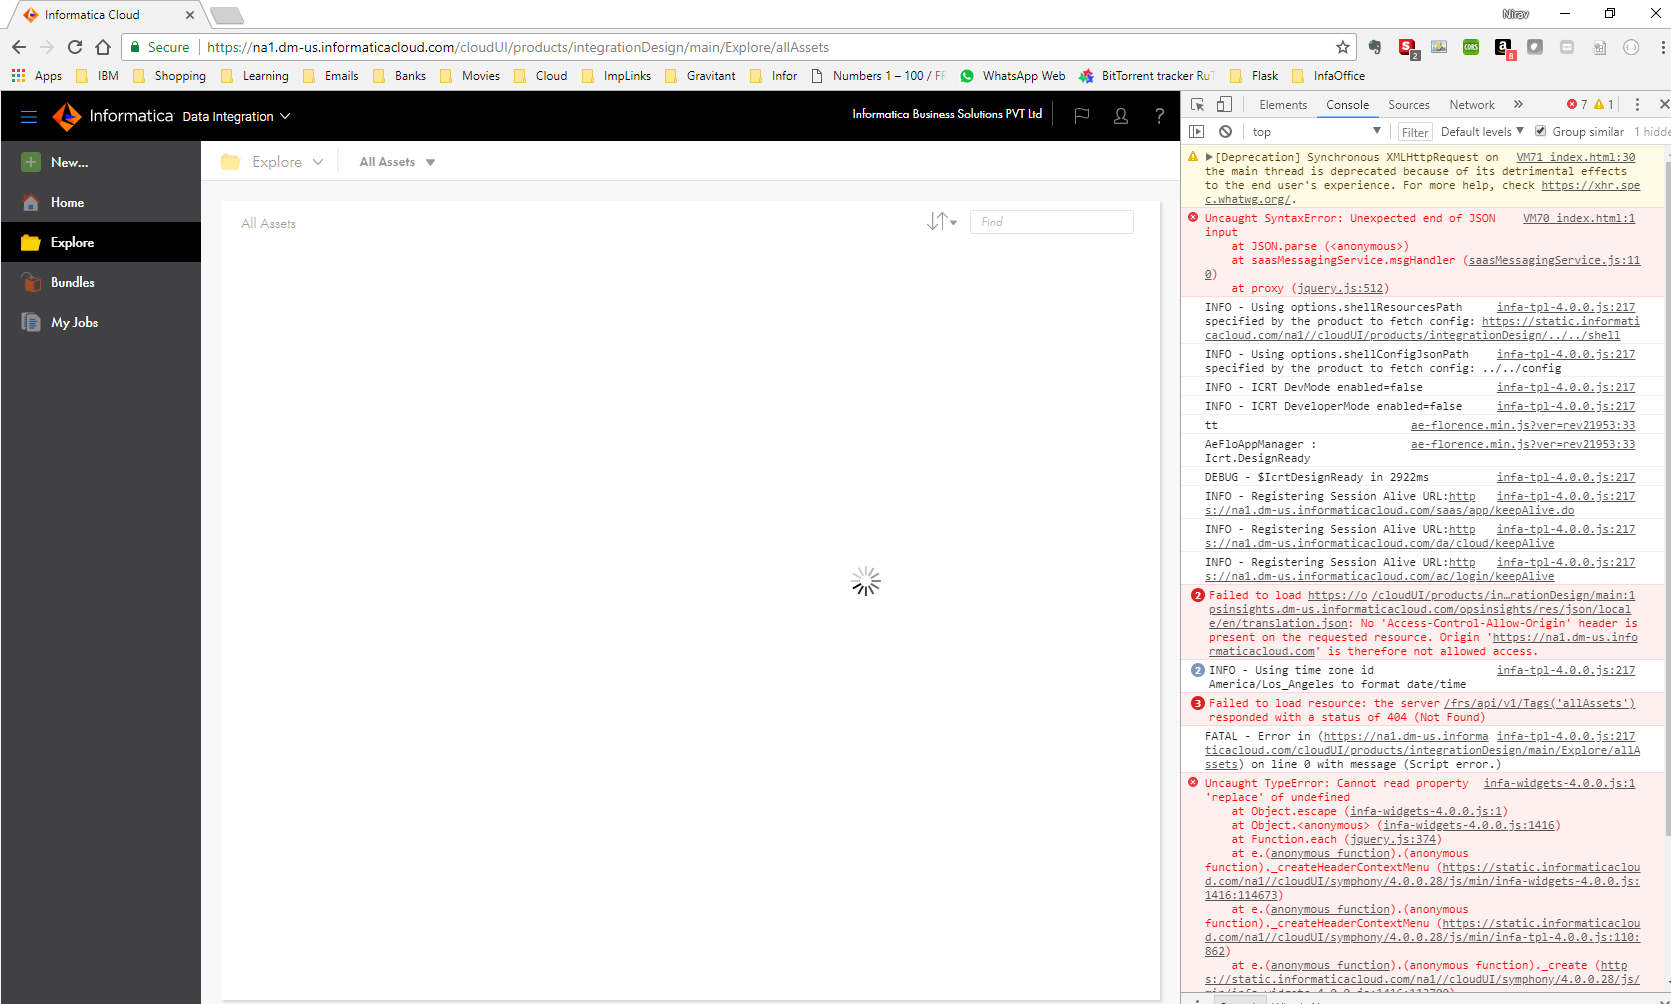 Informatica Cloud
Nirav
Secure https://na1.dm-us.informaticacloud.com/cloudUI/products/integrationDesign/main/Explore/allAssets
Apps IBM Shopping Learning Emails Banks Movies Cloud ImpLinks Gravitant Infor Numbers 1 – 100 / FF WhatsApp Web BitTorrent tracker RuT Flask InfaOffice
Informatica Data Integration
Informatica Business Solutions PVT Ltd
New...
Home
Explore
Bundles
My Jobs
Explore All Assets
All Assets
Find
Elements Console Sources Network » 7 1
top Filter Default levels Group similar 1 hidde
[Deprecation] Synchronous XMLHttpRequest on VM71 index.html:30
the main thread is deprecated because of its detrimental effects
to the end user's experience. For more help, check https://xhr.spe
c.whatwg.org/.
Uncaught SyntaxError: Unexpected end of JSON VM70 index.html:1
input
at JSON.parse (<anonymous>)
at saasMessagingService.msgHandler (saasMessagingService.js:11
0)
at proxy (jquery.js:512)
INFO - Using options.shellResourcesPath infa-tpl-4.0.0.js:217
specified by the product to fetch config: https://static.informati
cacloud.com/na1//cloudUI/products/integrationDesign/../../shell
INFO - Using options.shellConfigJsonPath infa-tpl-4.0.0.js:217
specified by the product to fetch config: ../../config
INFO - ICRT DevMode enabled=false infa-tpl-4.0.0.js:217
INFO - ICRT DeveloperMode enabled=false infa-tpl-4.0.0.js:217
tt ae-florence.min.js?ver=rev21953:33
AeFloAppManager : ae-florence.min.js?ver=rev21953:33
Icrt.DesignReady
DEBUG - $IcrtDesignReady in 2922ms infa-tpl-4.0.0.js:217
INFO - Registering Session Alive URL:http infa-tpl-4.0.0.js:217
s://na1.dm-us.informaticacloud.com/saas/app/keepAlive.do
INFO - Registering Session Alive URL:http infa-tpl-4.0.0.js:217
s://na1.dm-us.informaticacloud.com/da/cloud/keepAlive
INFO - Registering Session Alive URL:http infa-tpl-4.0.0.js:217
s://na1.dm-us.informaticacloud.com/ac/login/keepAlive
2 Failed to load https://o /cloudUI/products/in…rationDesign/main:1
psinsights.dm-us.informaticacloud.com/opsinsights/res/json/local
e/en/translation.json: No 'Access-Control-Allow-Origin' header is
present on the requested resource. Origin 'https://na1.dm-us.info
rmaticacloud.com' is therefore not allowed access.
2 INFO - Using time zone id infa-tpl-4.0.0.js:217
America/Los_Angeles to format date/time
3 Failed to load resource: the server /frs/api/v1/Tags('allAssets')
responded with a status of 404 (Not Found)
FATAL - Error in (https://na1.dm-us.informa infa-tpl-4.0.0.js:217
ticacloud.com/cloudUI/products/integrationDesign/main/Explore/allA
ssets) on line 0 with message (Script error.)
Uncaught TypeError: Cannot read property infa-widgets-4.0.0.js:1
'replace' of undefined
at Object.escape (infa-widgets-4.0.0.js:1)
at Object.<anonymous> (infa-widgets-4.0.0.js:1416)
at Function.each (jquery.js:374)
at e.(anonymous function).(anonymous
function)._createHeaderContextMenu (https://static.informaticaclou
d.com/na1//cloudUI/symphony/4.0.0.28/js/min/infa-widgets-4.0.0.js:
1416:114673)
at e.(anonymous function).(anonymous
function)._createHeaderContextMenu (https://static.informaticaclou
d.com/na1//cloudUI/symphony/4.0.0.28/js/min/infa-tpl-4.0.0.js:110:
862)
at e.(anonymous function).(anonymous function)._create (http
s://static.informaticacloud.com/na1//cloudUI/symphony/4.0.0.28/js/